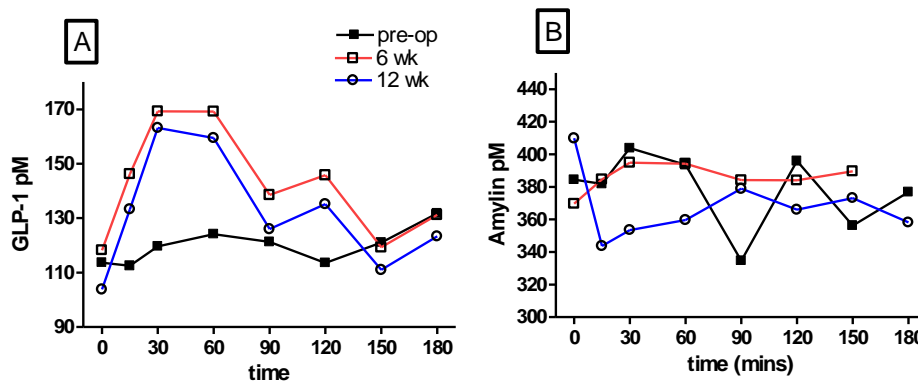 A
pre-op
6 wk
12 wk
170
150
130
110
90
GLP-1 pM
0 30 60 90 120 150 180
time
B
440
420
400
380
360
340
320
300
Amylin pM
0 30 60 90 120 150 180
time (mins)